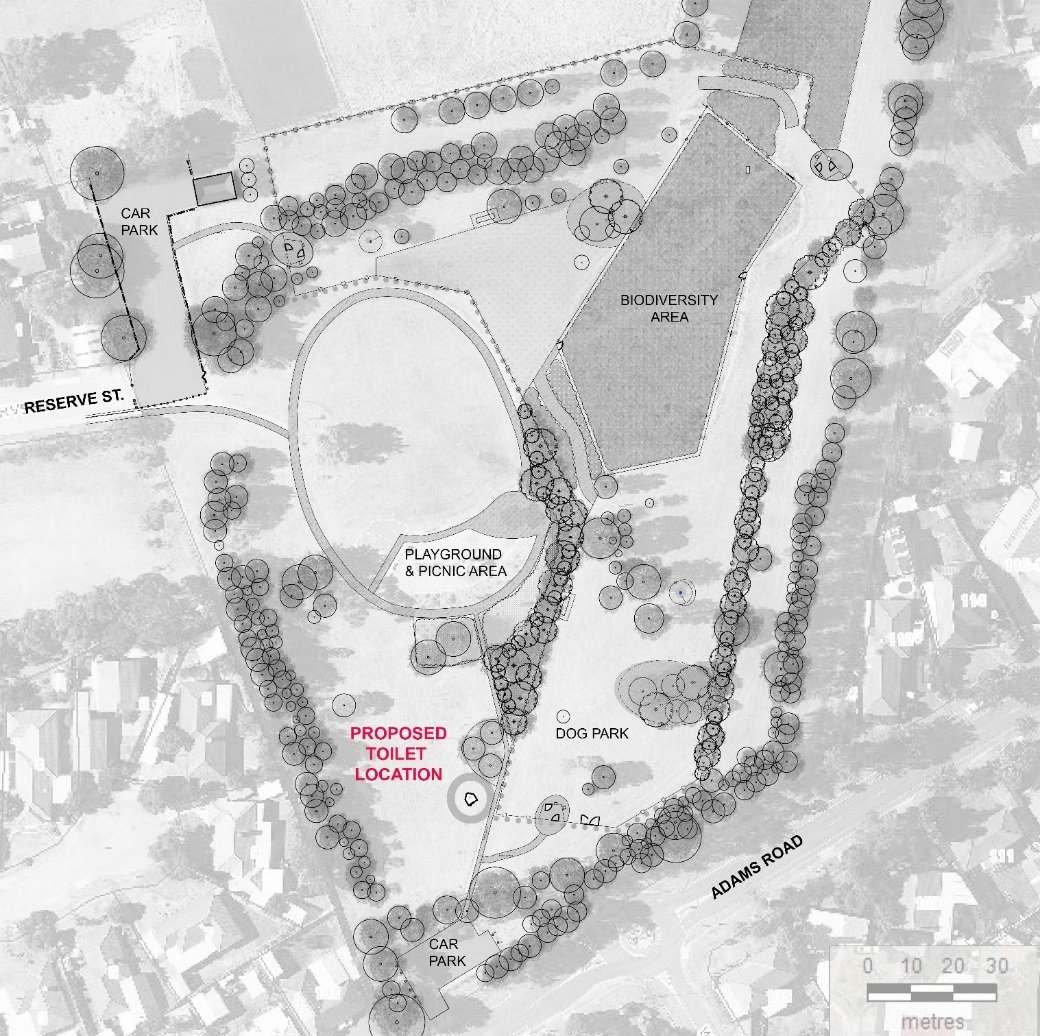 CAR
PARK
BIODIVERSITY
AREA
RESERVE ST.
PLAYGROUND
& PICNIC AREA
PROPOSED
TOILET
LOCATION
DOG PARK
ADAMS ROAD
CAR
PARK
0 10 20 30
metres